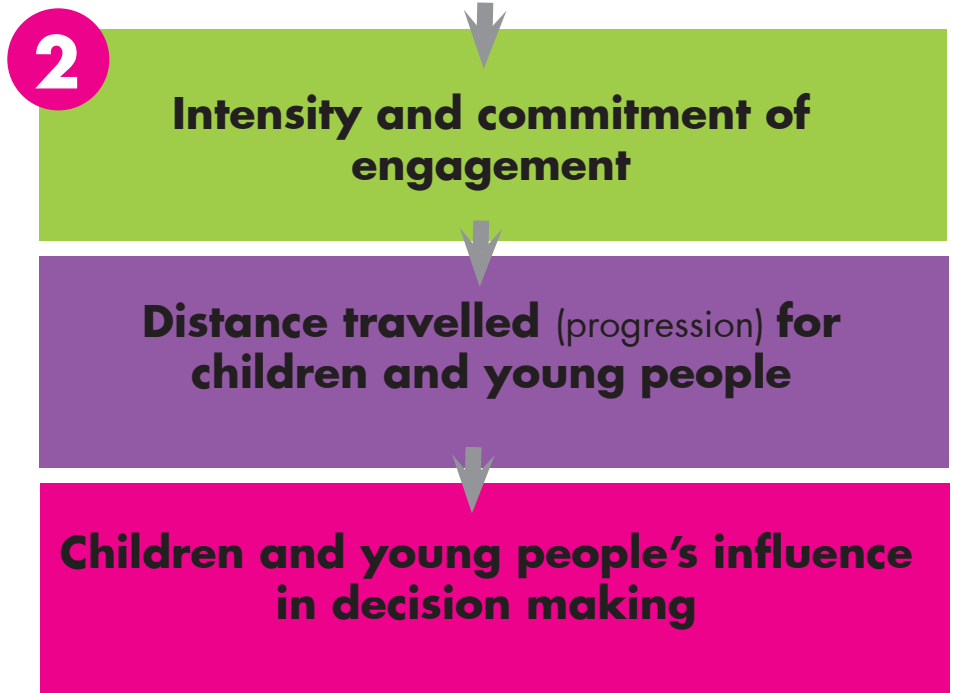 2
Intensity and commitment of
engagement
Distance travelled (progression) for
children and young people
Children and young people’s influence
in decision making